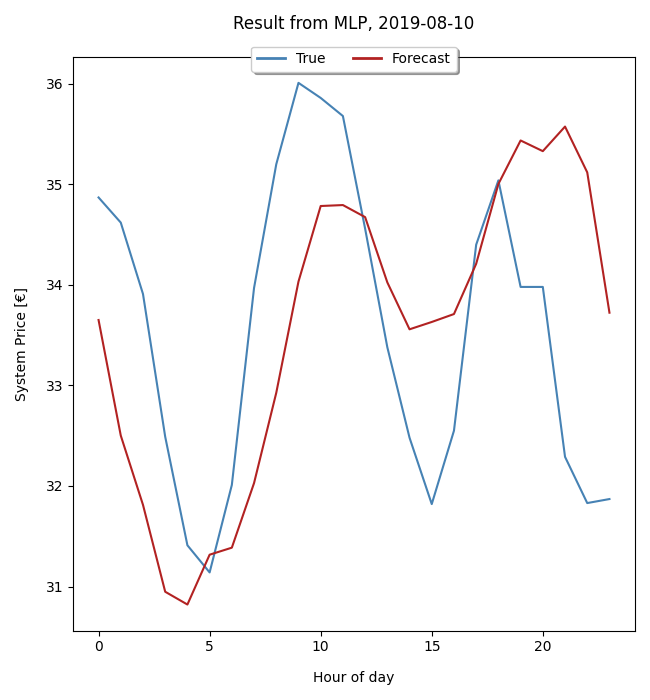 Result from MLP, 2019-08-10
True Forecast
36
35
34
33
32
31
System Price [€]
0 5 10 15 20
Hour of day